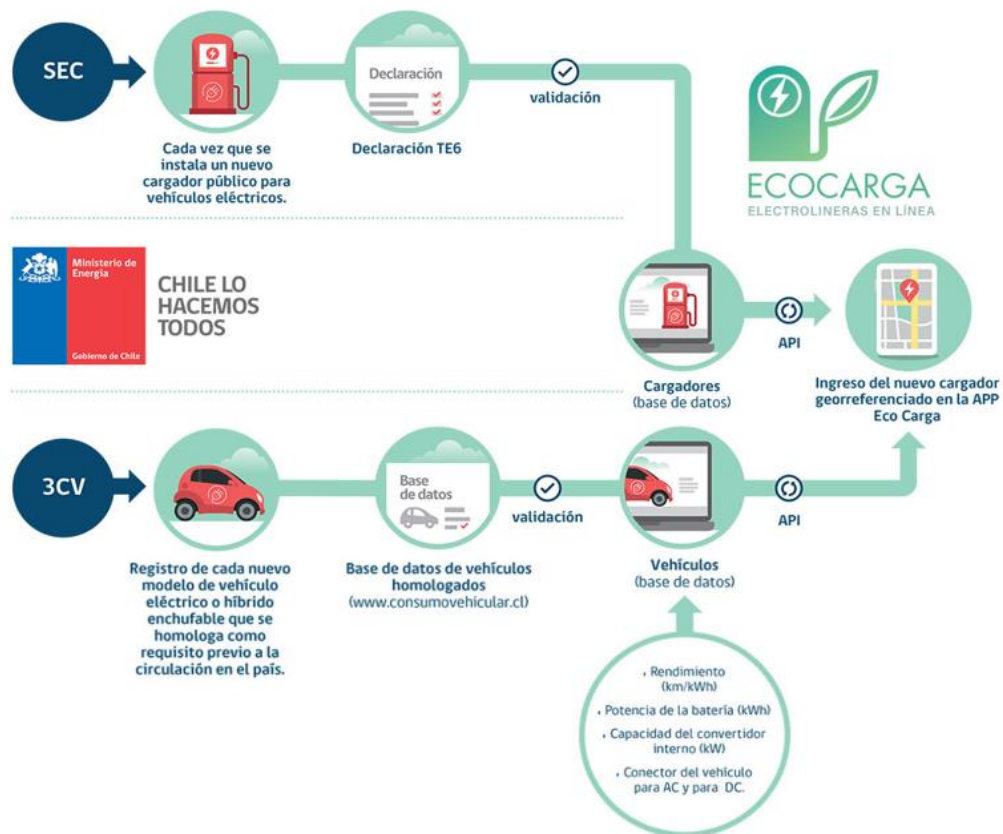 SEC
Cada vez que se
instala un nuevo
cargador público para
vehículos eléctricos.
Declaración
Declaración TE6
validación
ECOCARGA
ELECTROLINERAS EN LÍNEA
Ministerio de
Energía
Gobierno de Chile
CHILE LO
HACEMOS
TODOS
Cargadores
(base de datos)
API
Ingreso del nuevo cargador
georreferenciado en la APP
Eco Carga
3CV
Registro de cada nuevo
modelo de vehículo
eléctrico o híbrido
enchufable que se
homologa como
requisito previo a la
circulación en el país.
Base
de datos
Base de datos de vehículos
homologados
(www.consumovehicular.cl)
validación
Vehículos
(base de datos)
API
Rendimiento
(km/kWh)
Potencia de la batería (kWh)
Capacidad del convertidor
interno (kW)
Conector del vehículo
para AC y para DC.